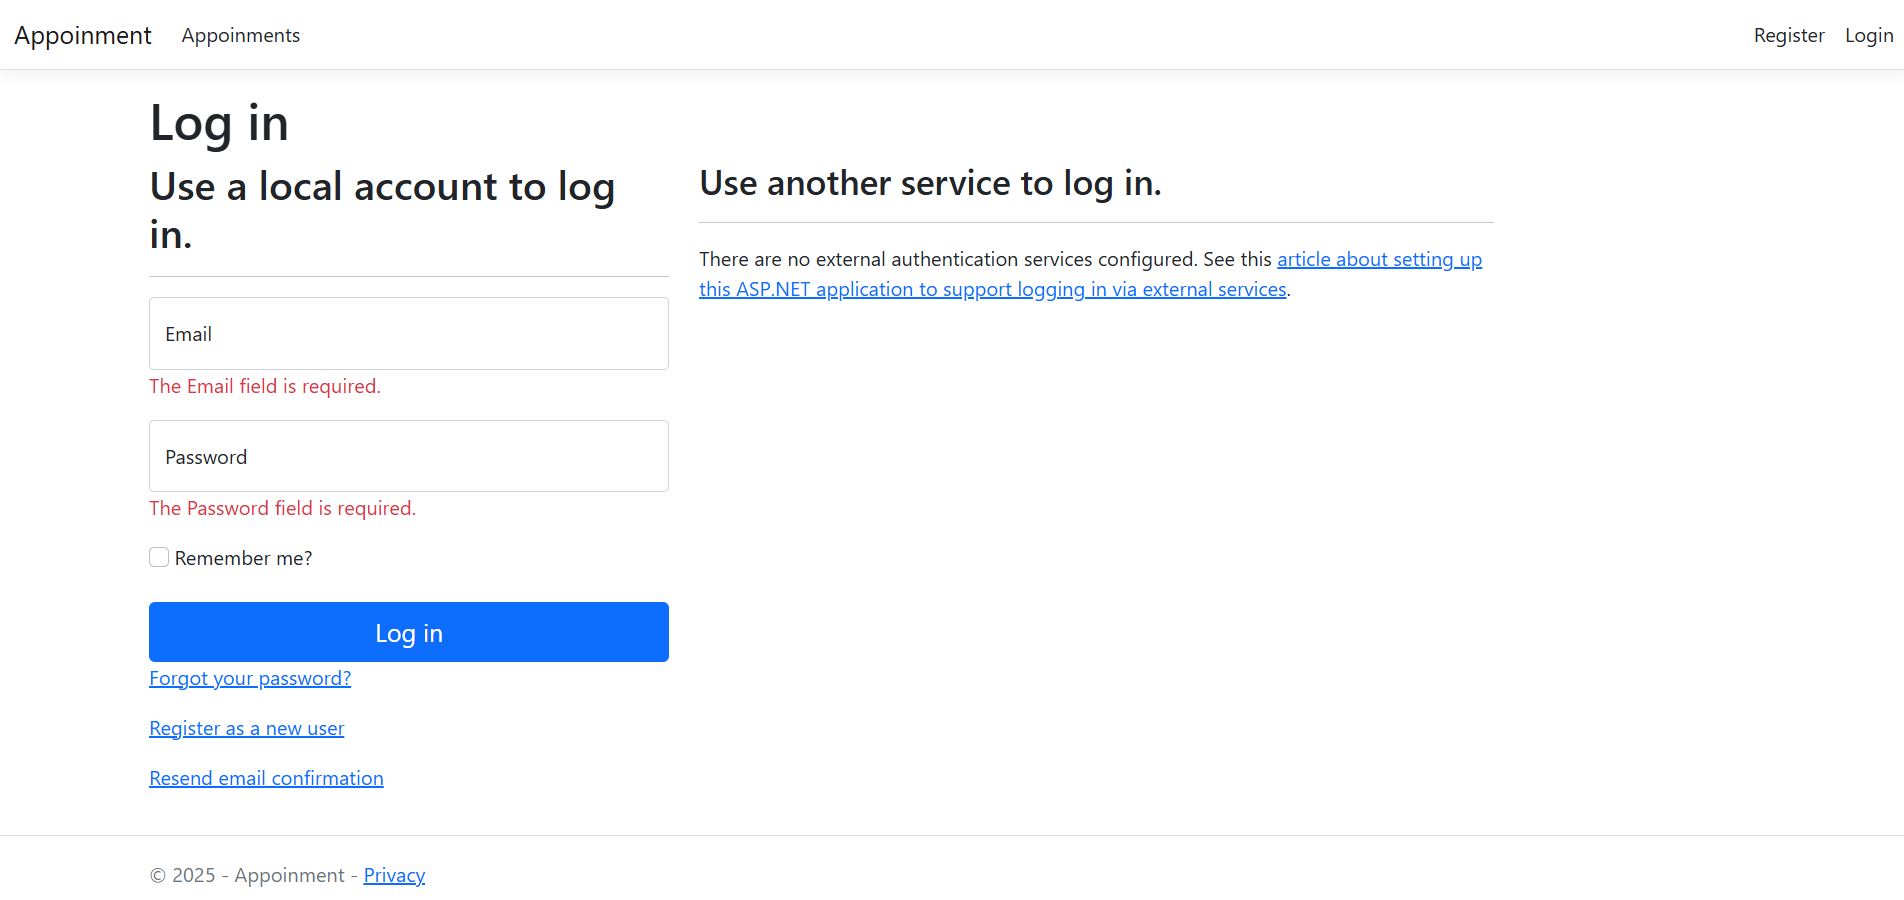 Appoinment Appoinments Register Login
Log in
Use a local account to log
in.
Email
The Email field is required.
Password
The Password field is required.
Remember me?
Log in
Forgot your password?
Register as a new user
Resend email confirmation
Use another service to log in.
There are no external authentication services configured. See this article about setting up
this ASP.NET application to support logging in via external services.
© 2025 - Appoinment - Privacy